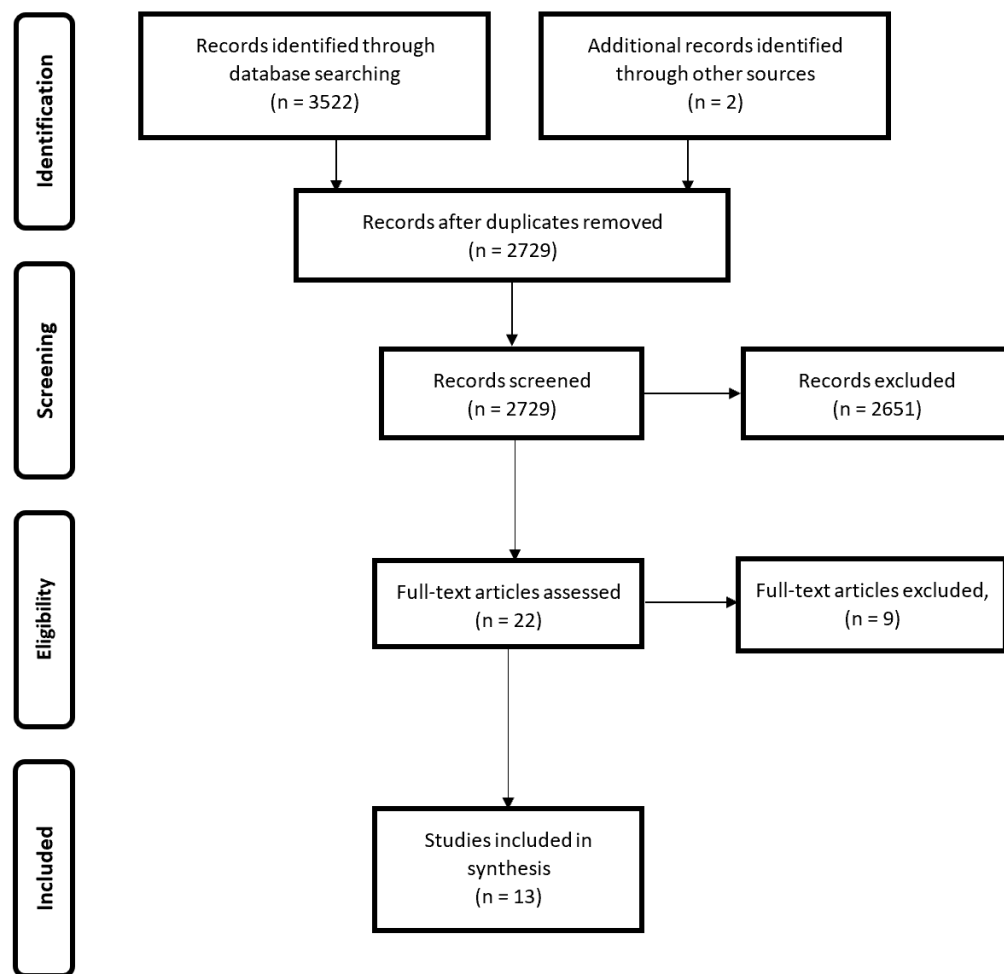 Identification
Records identified through
database searching
(n = 3522)
Additional records identified
through other sources
(n = 2)
Records after duplicates removed
(n = 2729)
Screening
Records screened
(n = 2729)
Records excluded
(n = 2651)
Eligibility
Full-text articles assessed
(n = 22)
Full-text articles excluded,
(n = 9)
Included
Studies included in
synthesis
(n = 13)